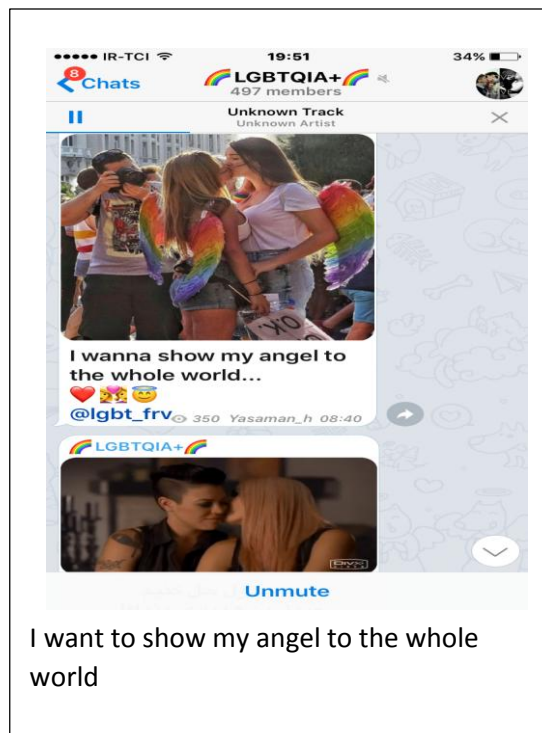 IR-TCI 19:51 34%
8
Chats 🌈LGBTQIA+🌈
497 members
Unknown Track
Unknown Artist
OK
I wanna show my angel to
the whole world...
❤️👩‍❤️‍💋‍👩😇
@lgbt_frv 350 Yasaman_h 08:40
🌈LGBTQIA+🌈
Unmute
I want to show my angel to the whole
world